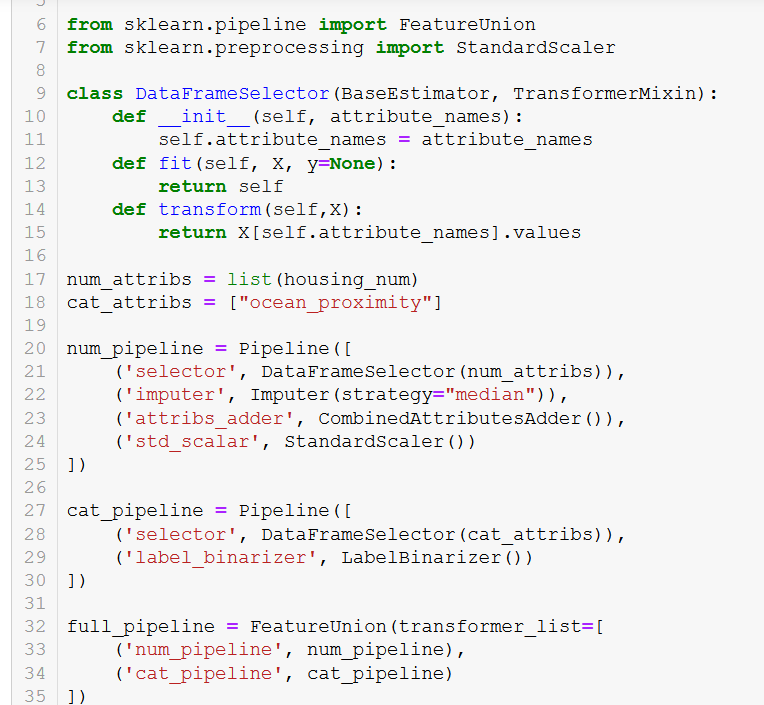 6 from sklearn.pipeline import FeatureUnion
7 from sklearn.preprocessing import StandardScaler
8
9 class DataFrameSelector(BaseEstimator, TransformerMixin):
10     def __init__(self, attribute_names):
11         self.attribute_names = attribute_names
12     def fit(self, X, y=None):
13         return self
14     def transform(self,X):
15         return X[self.attribute_names].values
16
17 num_attribs = list(housing_num)
18 cat_attribs = ["ocean_proximity"]
19
20 num_pipeline = Pipeline([
21     ('selector', DataFrameSelector(num_attribs)),
22     ('imputer', Imputer(strategy="median")),
23     ('attribs_adder', CombinedAttributesAdder()),
24     ('std_scalar', StandardScaler())
25 ])
26
27 cat_pipeline = Pipeline([
28     ('selector', DataFrameSelector(cat_attribs)),
29     ('label_binarizer', LabelBinarizer())
30 ])
31
32 full_pipeline = FeatureUnion(transformer_list=[
33     ('num_pipeline', num_pipeline),
34     ('cat_pipeline', cat_pipeline)
35 ])